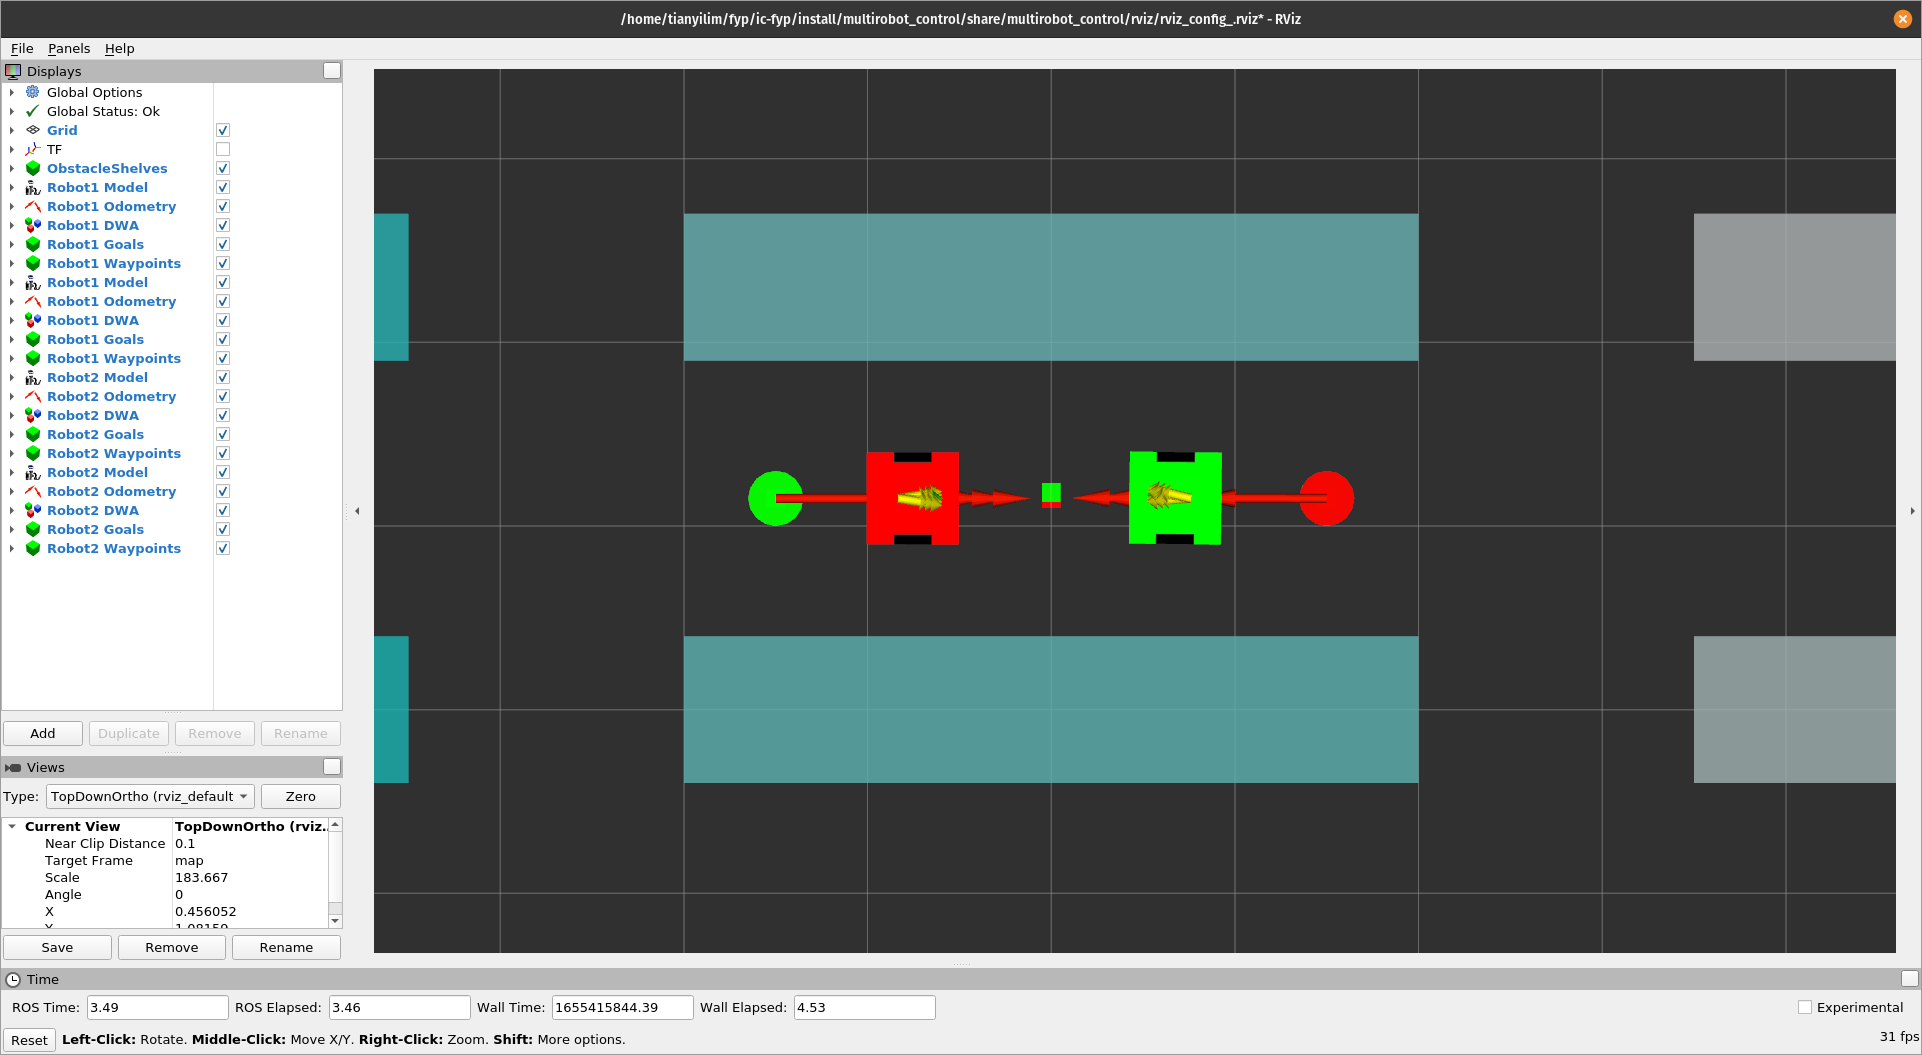 /home/tianyilim/fyp/ic-fyp/install/multirobot_control/share/multirobot_control/rviz/rviz_config_.rviz* - RViz
File Panels Help
Displays
Global Options
Global Status: Ok
Grid
TF
ObstacleShelves
Robot1 Model
Robot1 Odometry
Robot1 DWA
Robot1 Goals
Robot1 Waypoints
Robot1 Model
Robot1 Odometry
Robot1 DWA
Robot1 Goals
Robot1 Waypoints
Robot2 Model
Robot2 Odometry
Robot2 DWA
Robot2 Goals
Robot2 Waypoints
Robot2 Model
Robot2 Odometry
Robot2 DWA
Robot2 Goals
Robot2 Waypoints
Add Duplicate Remove Rename
Views
Type: TopDownOrtho (rviz_default Zero
Current View TopDownOrtho (rviz...
Near Clip Distance 0.1
Target Frame map
Scale 183.667
Angle 0
X 0.456052
Save Remove Rename
Time
ROS Time: 3.49 ROS Elapsed: 3.46 Wall Time: 1655415844.39 Wall Elapsed: 4.53 Experimental
Reset Left-Click: Rotate. Middle-Click: Move X/Y. Right-Click: Zoom. Shift: More options. 31 fps